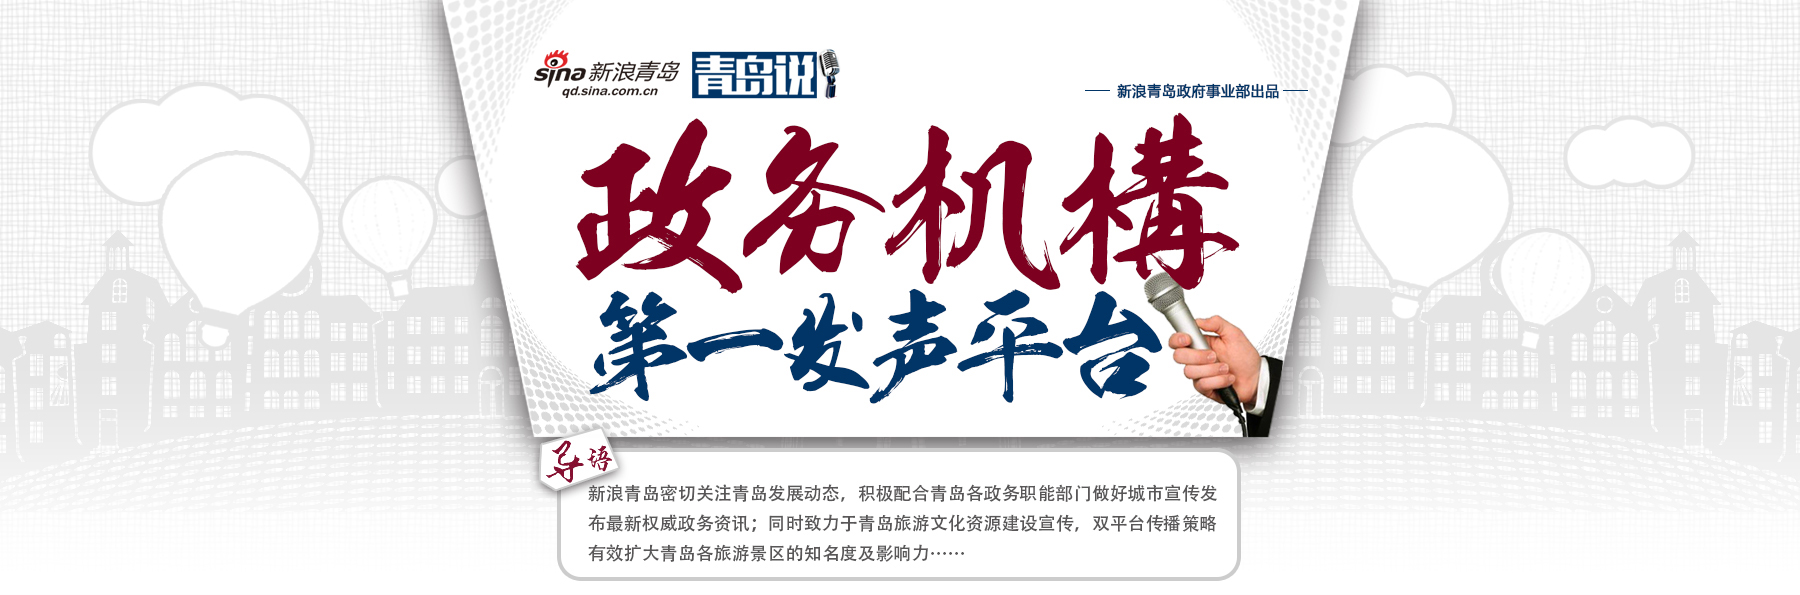 sina 新浪青岛
qd.sina.com.cn
青岛说
新浪青岛政府事业部出品
政务机構
第一发声平台
导语
新浪青岛密切关注青岛发展动态，积极配合青岛各政务职能部门做好城市宣传发
布最新权威政务资讯；同时致力于青岛旅游文化资源建设宣传，双平台传播策略
有效扩大青岛各旅游景区的知名度及影响力……